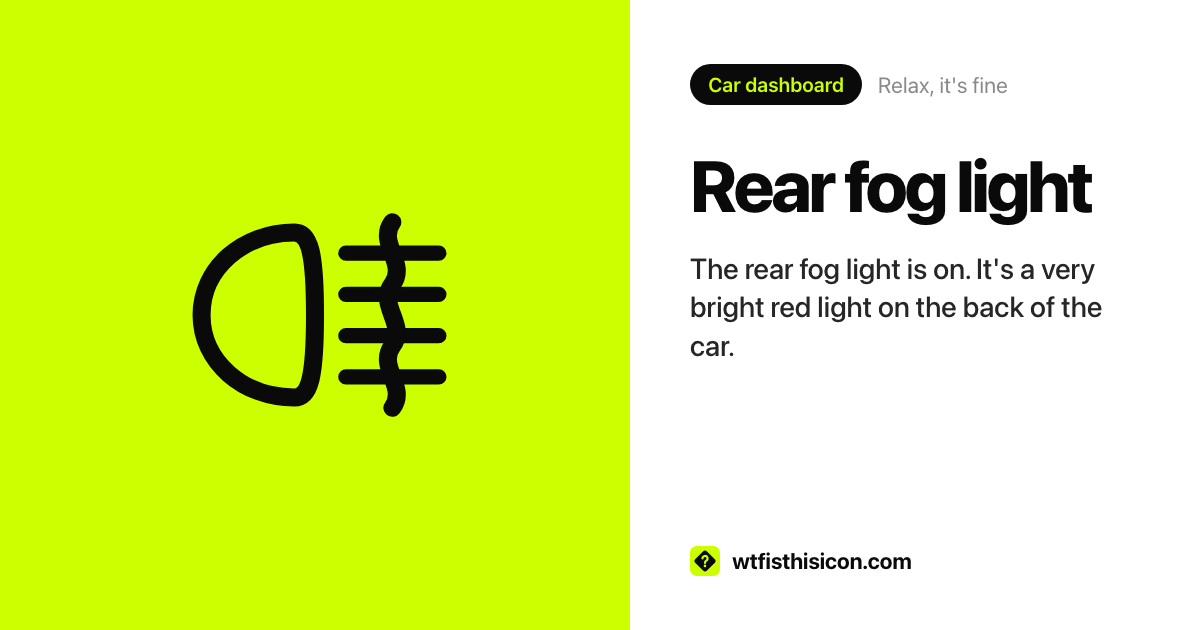 Car dashboard
Relax, it's fine
Rear fog light
The rear fog light is on. It's a very
bright red light on the back of the
car.
?
wtfisthisicon.com